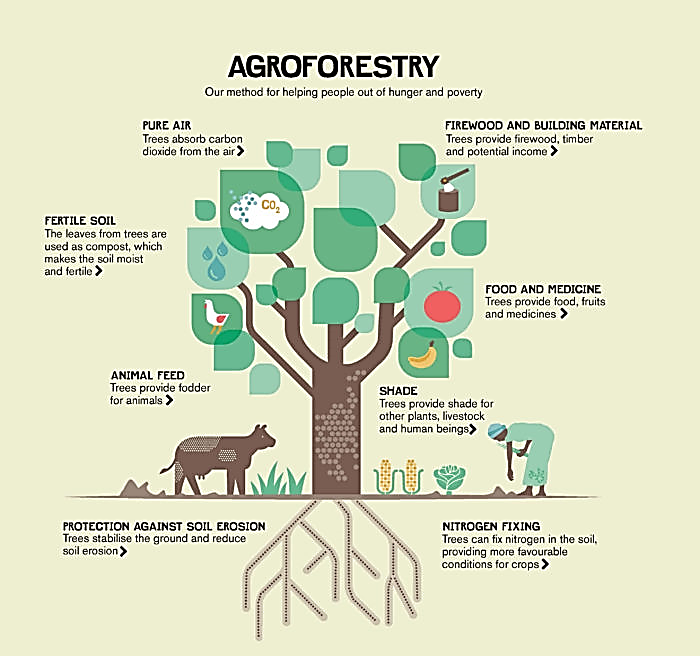 AGROFORESTRY
Our method for helping people out of hunger and poverty
PURE AIR
Trees absorb carbon
dioxide from the air
FIREWOOD AND BUILDING MATERIAL
Trees provide firewood, timber
and potential income
CO2
FERTILE SOIL
The leaves from trees are
used as compost, which
makes the soil moist
and fertile
FOOD AND MEDICINE
Trees provide food, fruits
and medicines
ANIMAL FEED
Trees provide fodder
for animals
SHADE
Trees provide shade for
other plants, livestock
and human beings
PROTECTION AGAINST SOIL EROSION
Trees stabilise the ground and reduce
soil erosion
NITROGEN FIXING
Trees can fix nitrogen in the soil,
providing more favourable
conditions for crops